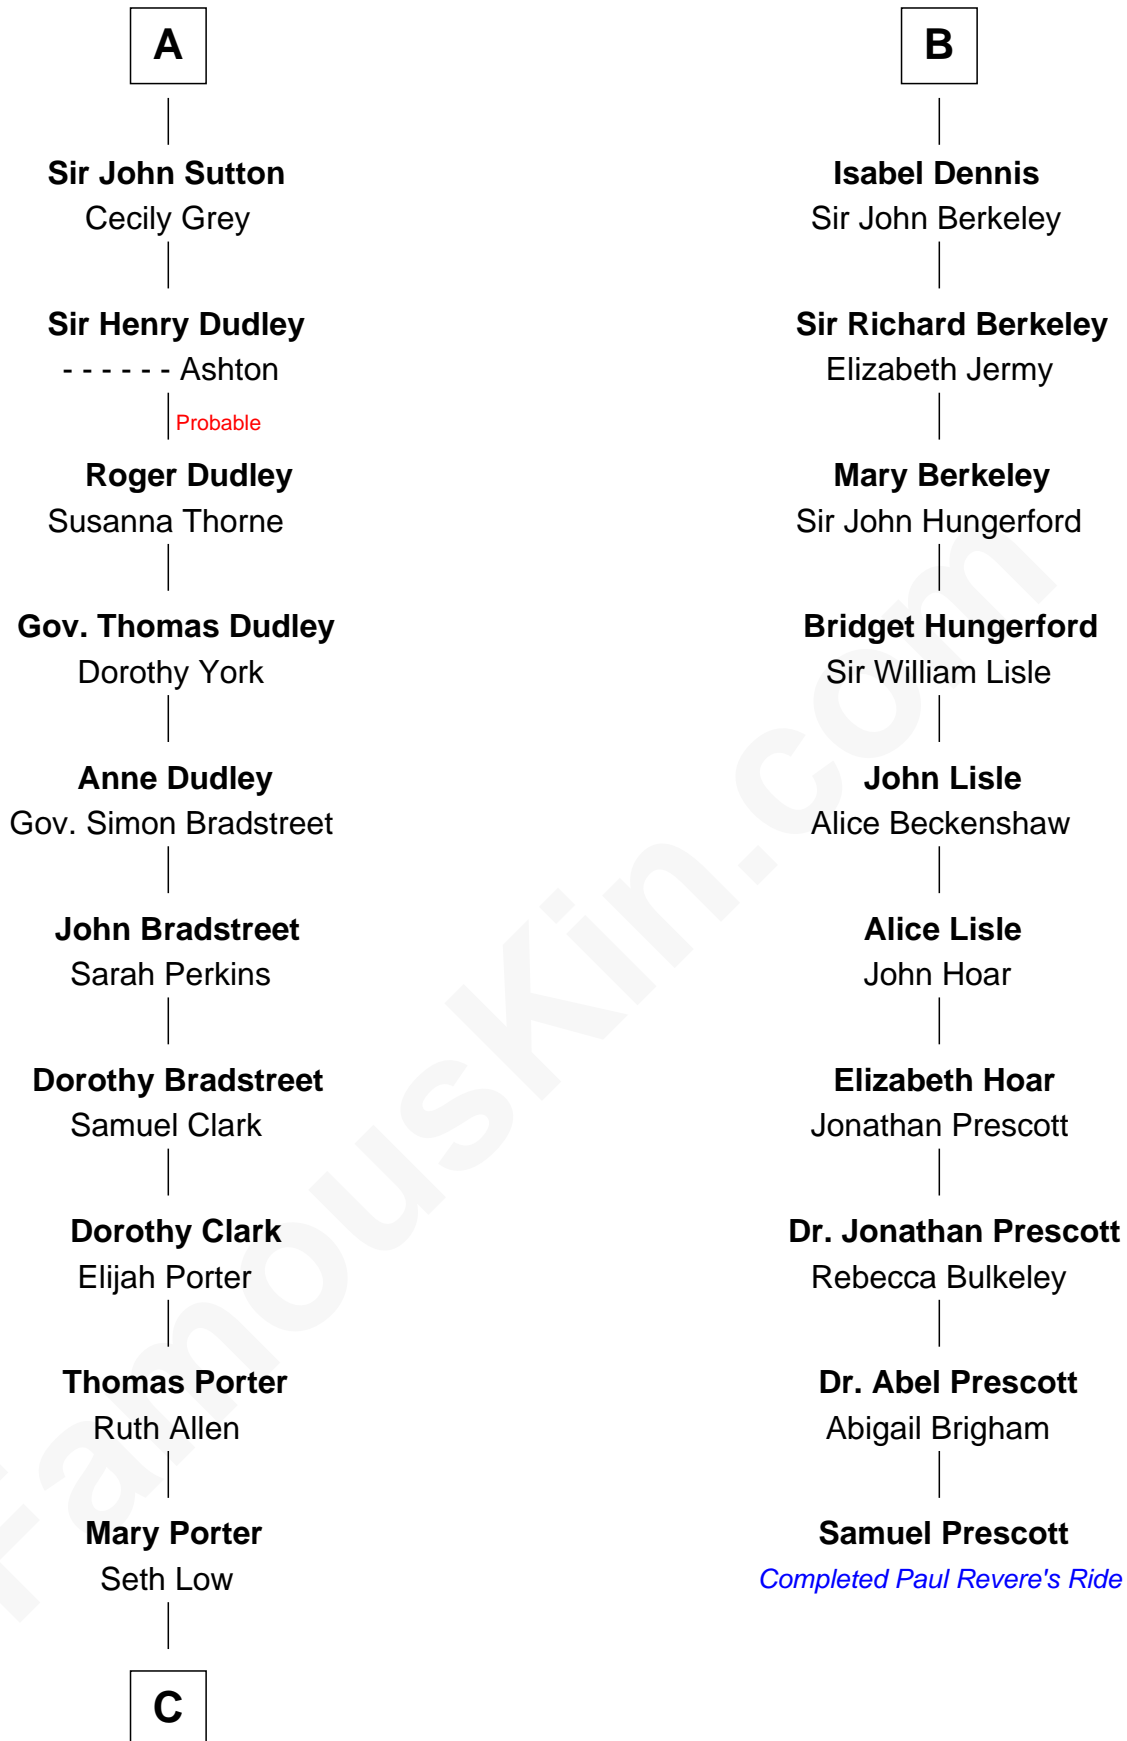 A
Sir John Sutton
Cecily Grey
Sir Henry Dudley
- - - - - - Ashton
Probable
Roger Dudley
Susanna Thorne
Gov. Thomas Dudley
Dorothy York
Anne Dudley
Gov. Simon Bradstreet
John Bradstreet
Sarah Perkins
Dorothy Bradstreet
Samuel Clark
Dorothy Clark
Elijah Porter
Thomas Porter
Ruth Allen
Mary Porter
Seth Low
C
B
Isabel Dennis
Sir John Berkeley
Sir Richard Berkeley
Elizabeth Jermy
Mary Berkeley
Sir John Hungerford
Bridget Hungerford
Sir William Lisle
John Lisle
Alice Beckenshaw
Alice Lisle
John Hoar
Elizabeth Hoar
Jonathan Prescott
Dr. Jonathan Prescott
Rebecca Bulkeley
Dr. Abel Prescott
Abigail Brigham
Samuel Prescott
Completed Paul Revere's Ride
FamousKin.com